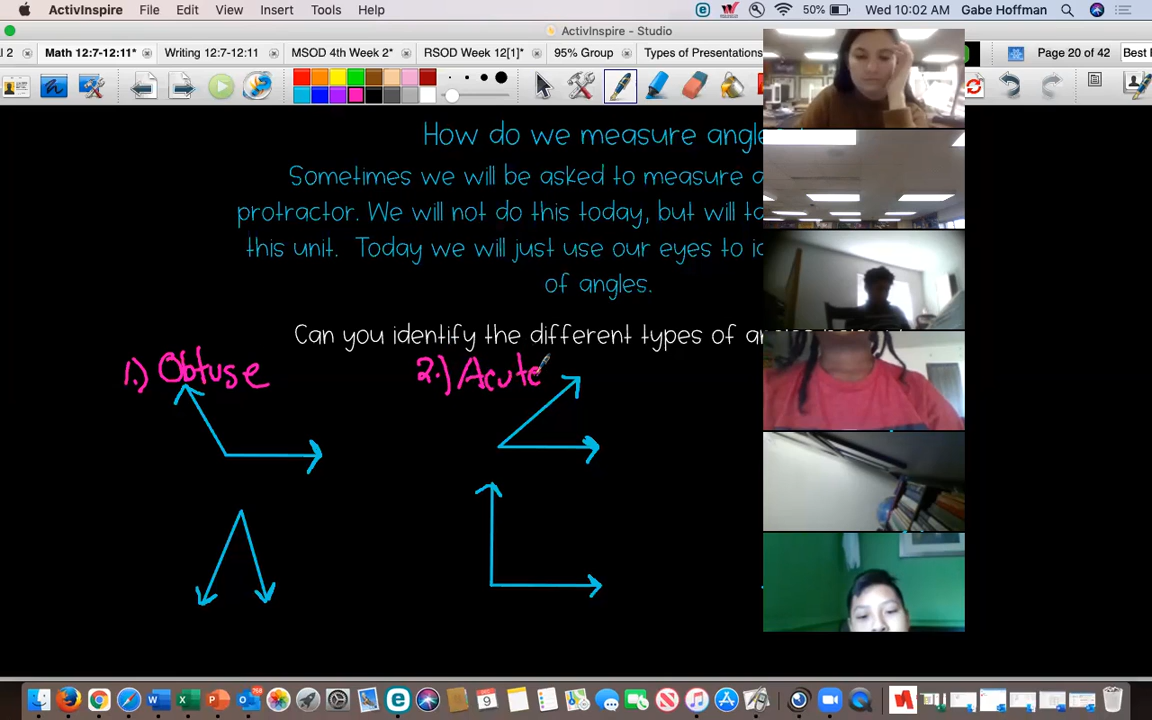 ActivInspire File Edit View Insert Tools Help 50% Wed 10:02 AM Gabe Hoffman
ActivInspire - Studio
l 2 Math 12:7-12:11* Writing 12:7-12:11 MSOD 4th Week 2* RSOD Week 12[1]* 95% Group Types of Presentations Page 20 of 42 Best
How do we measure angle
Sometimes we will be asked to measure a
protractor. We will not do this today, but will ta
this unit. Today we will just use our eyes to id
of angles.
Can you identify the different types of
1.) Obtuse
2.) Acute